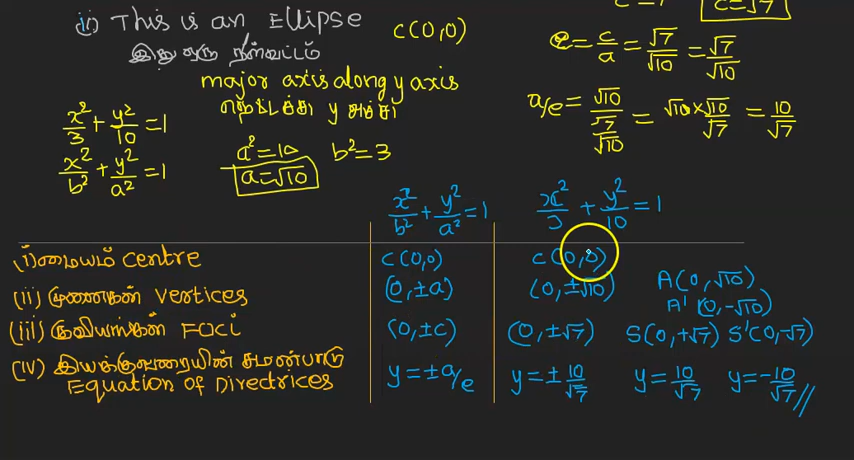 (ii) This is an Ellipse
இது ஒரு நீள்வட்டம்
C(0,0)
major axis along y axis
நெட்டச்சு y அச்சு
x²/3 + y²/10 = 1
x²/b² + y²/a² = 1
a² = 10 b² = 3
a = √10
c = √7
e = c/a = √7/√10 = √7/√10
a/e = √10/(√7/√10) = √10 × √10/√7 = 10/√7
x²/b² + y²/a² = 1 x²/3 + y²/10 = 1
(i) மையம் Centre C(0,0) C(0,0)
(ii) முனைகள் Vertices (0,±a) (0,±√10) A(0,√10)
A'(0,-√10)
(iii) குவியங்கள் Foci (0,±c) (0,±√7) S(0,+√7) S'(0,-√7)
(iv) இயக்குவரையின் சமன்பாடு
Equation of Directrices y = ±a/e y = ±10/√7 y = 10/√7 y = -10/√7 //